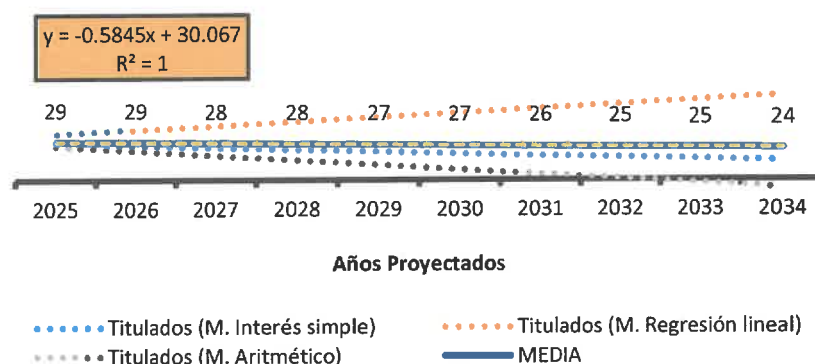 y = -0.5845x + 30.067
R² = 1
29 29 28 28 27 27 26 25 25 24
2025 2026 2027 2028 2029 2030 2031 2032 2033 2034
Años Proyectados
Titulados (M. Interés simple)
Titulados (M. Regresión lineal)
Titulados (M. Aritmético)
MEDIA